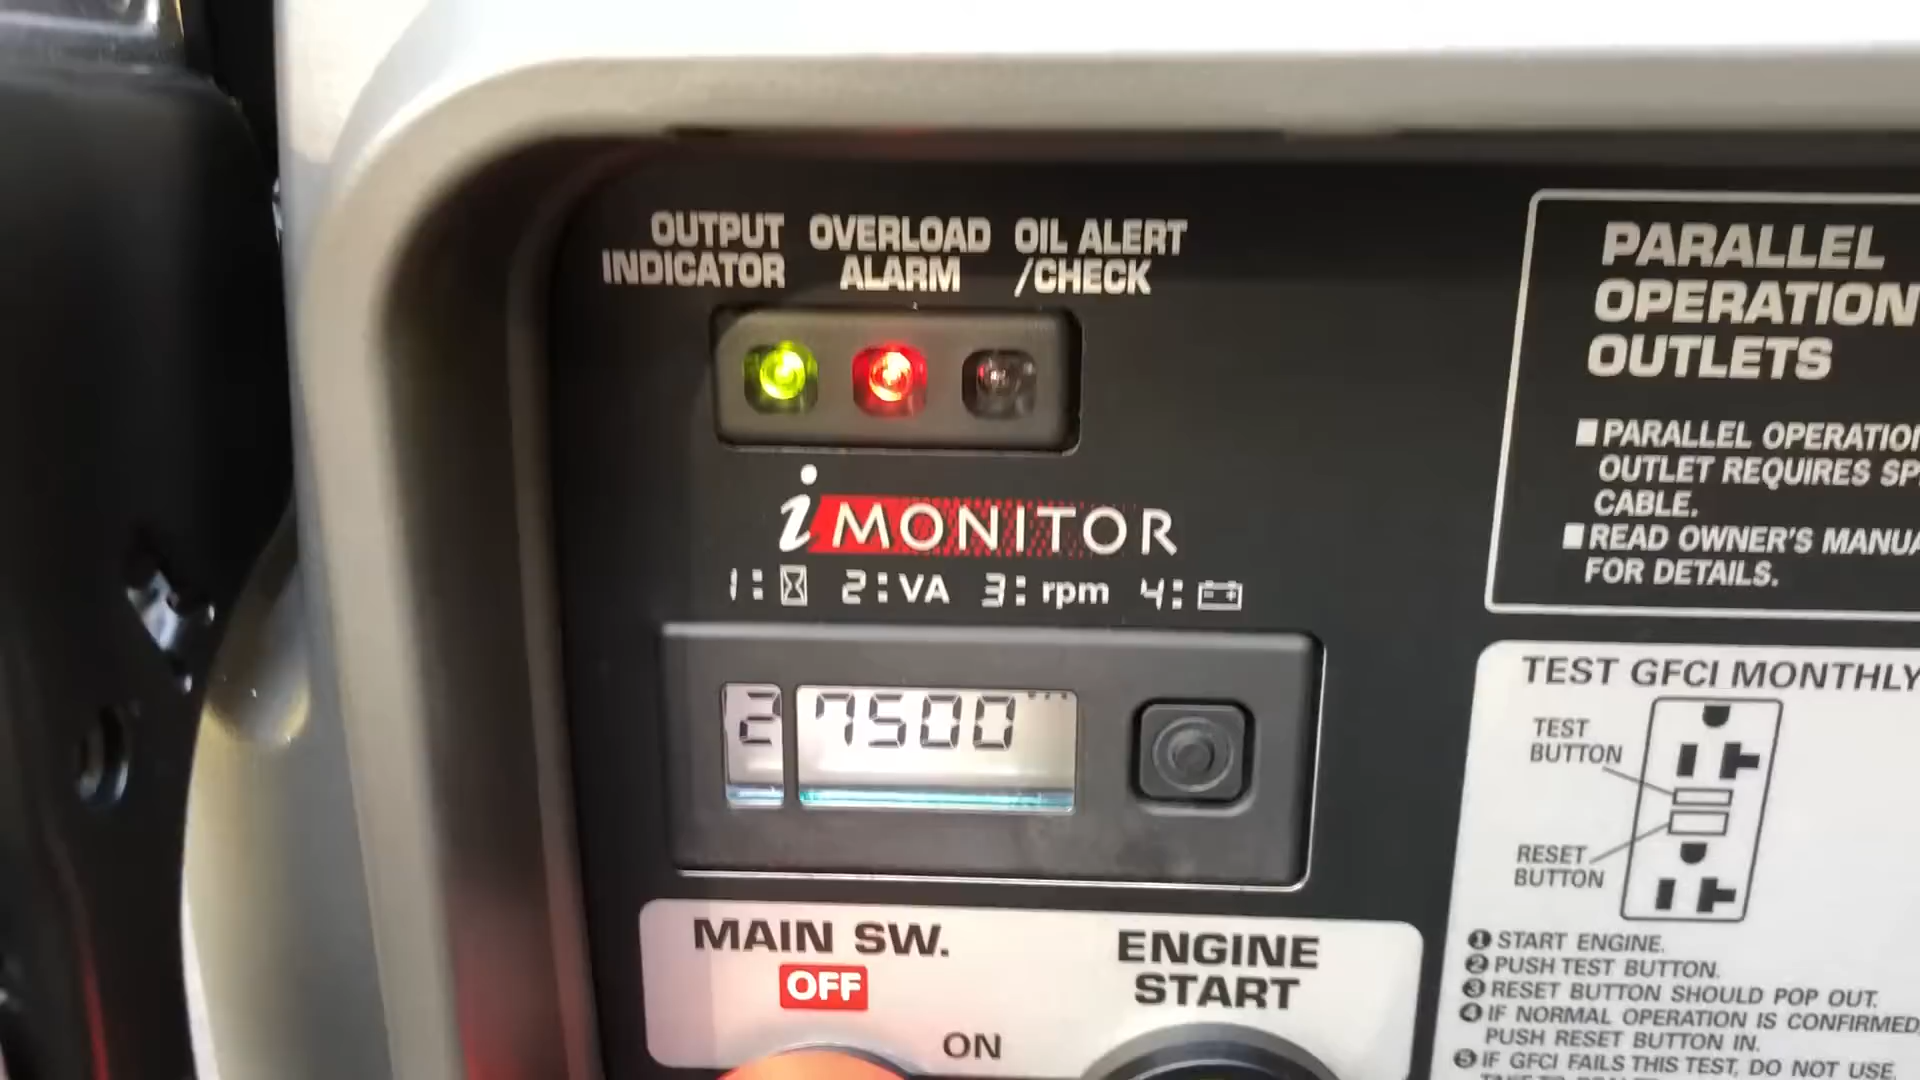 OUTPUT INDICATOR
OVERLOAD ALARM
OIL ALERT /CHECK
i MONITOR
1: 2:VA 3: rpm 4:
2 7500
MAIN SW.
OFF
ON
ENGINE
START
PARALLEL
OPERATION
OUTLETS
PARALLEL
OUTLET REQUIRES
CABLE.
READ OWNER'S
FOR DETAILS.
TEST GFCI MONTHLY
TEST
BUTTON
RESET
BUTTON
1 START ENGINE.
2 PUSH TEST BUTTON.
3 RESET BUTTON SHOULD POP OUT.
4 IF NORMAL OPERATION IS CONFIRMED
PUSH RESET BUTTON IN.
5 IF GFCI FAILS THIS TEST, DO NOT USE.